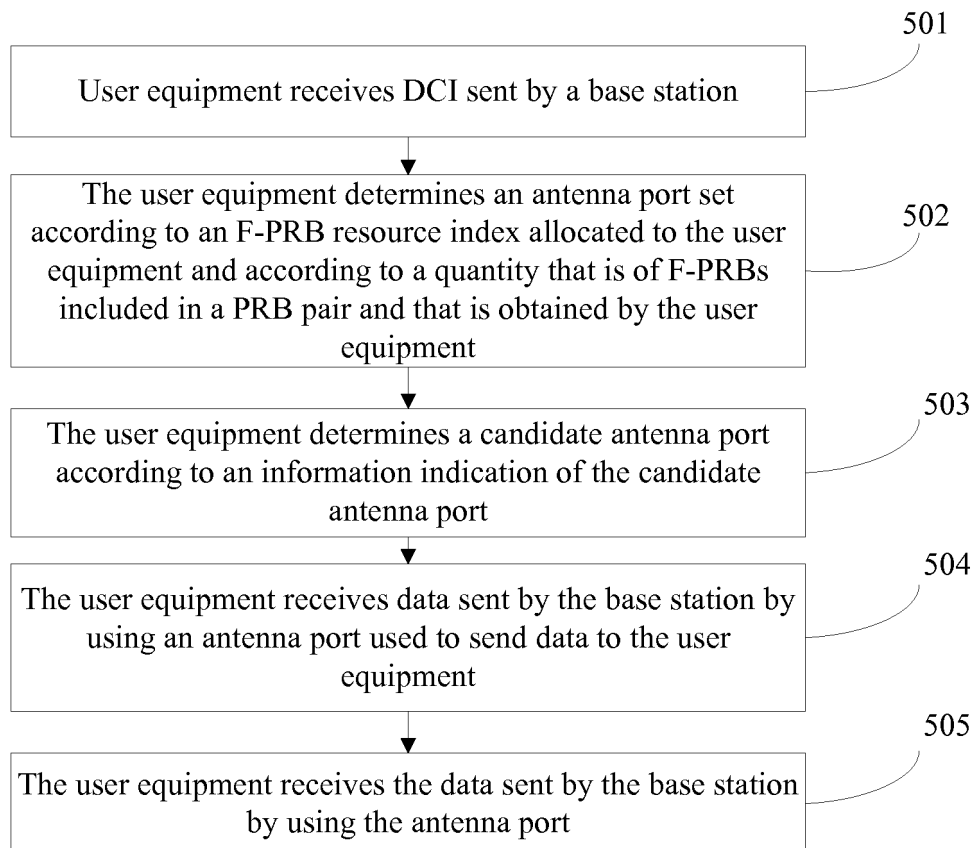 501
User equipment receives DCI sent by a base station
The user equipment determines an antenna port set
according to an F-PRB resource index allocated to the user
equipment and according to a quantity that is of F-PRBs
included in a PRB pair and that is obtained by the user
equipment
502
The user equipment determines a candidate antenna port
according to an information indication of the candidate
antenna port
503
The user equipment receives data sent by the base station by
using an antenna port used to send data to the user
equipment
504
The user equipment receives the data sent by the base station
by using the antenna port
505